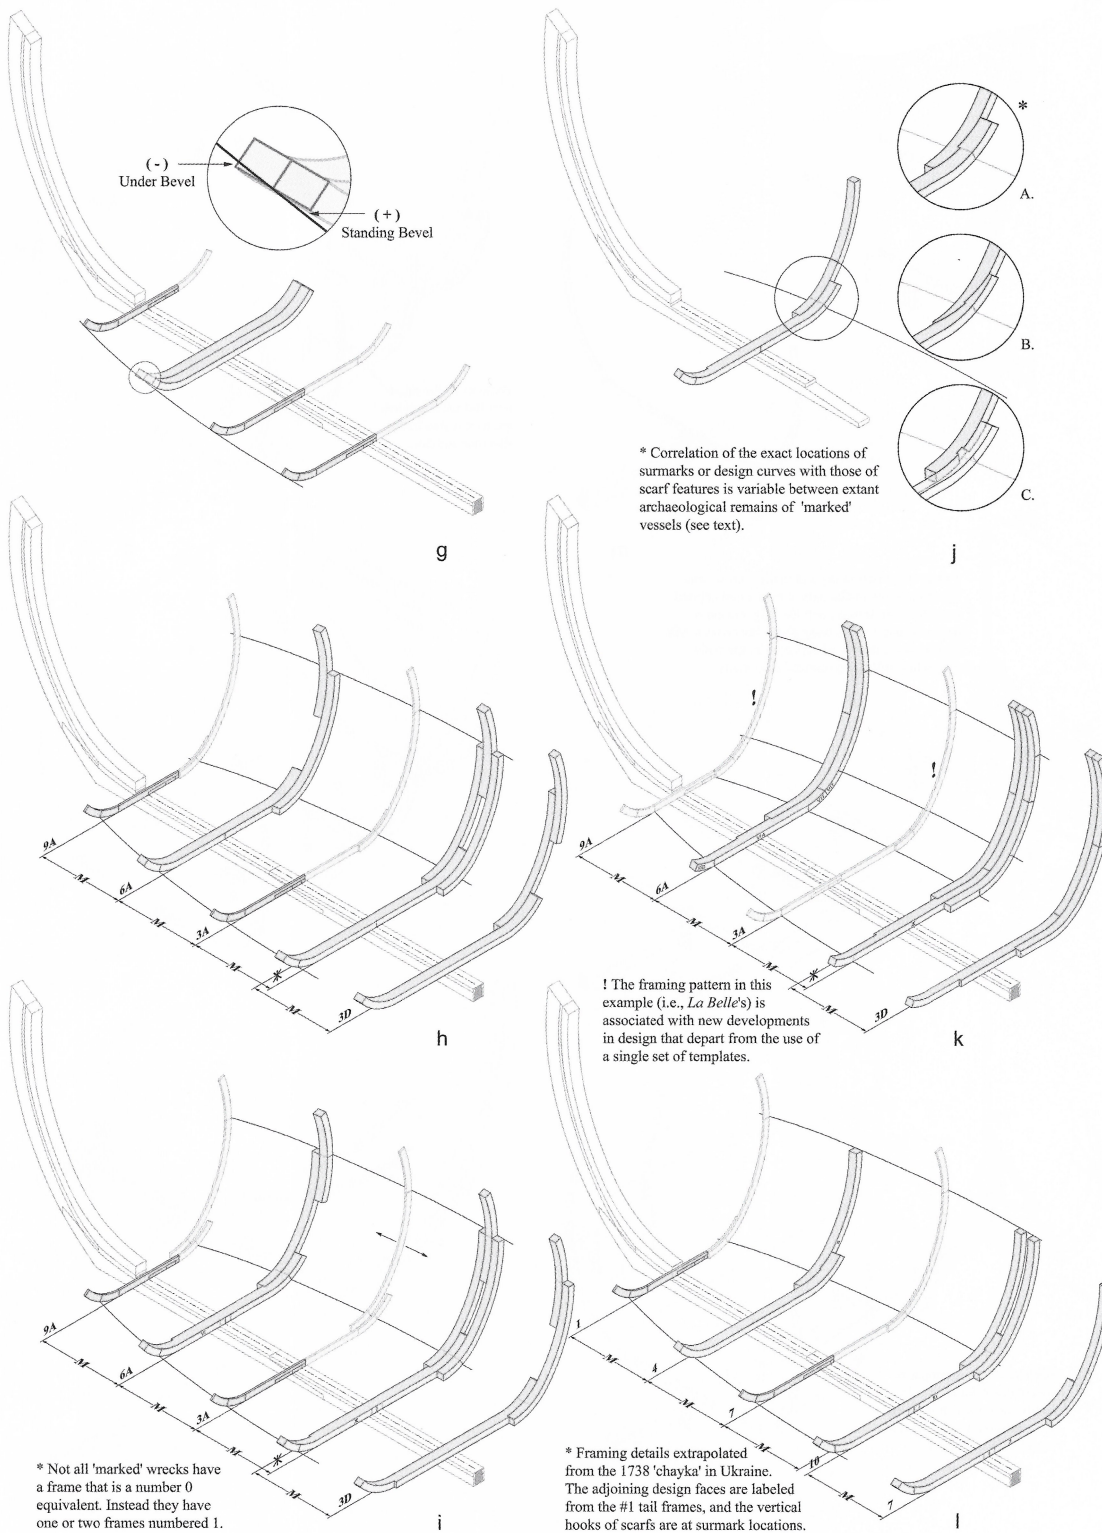 ( - )
Under Bevel
( + )
Standing Bevel
g
*
A.
B.
C.
* Correlation of the exact locations of
surmarks or design curves with those of
scarf features is variable between extant
archaeological remains of 'marked'
vessels (see text).
j
9A
M
6A
M
3A
M
*
M
3D
h
!
!
9A
M
6A
M
3A
M
*
M
3D
! The framing pattern in this
example (i.e., La Belle's) is
associated with new developments
in design that depart from the use of
a single set of templates.
k
9A
M
6A
M
3A
M
*
M
3D
* Not all 'marked' wrecks have
a frame that is a number 0
equivalent. Instead they have
one or two frames numbered 1.
i
1
M
4
M
7
M
10
M
7
* Framing details extrapolated
from the 1738 'chayka' in Ukraine.
The adjoining design faces are labeled
from the #1 tail frames, and the vertical
hooks of scarfs are at surmark locations.
l